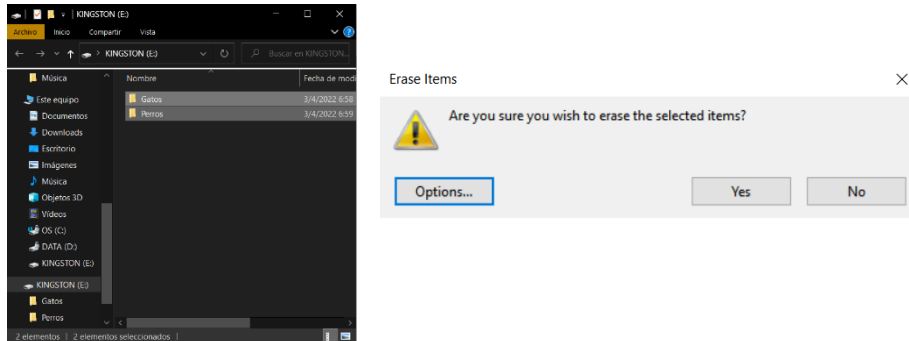 KINGSTON (E:)
Archivo Inicio Compartir Vista
KINGSTON (E:) Buscar en KINGSTON...
Música
Este equipo
Documentos
Downloads
Escritorio
Imágenes
Música
Objetos 3D
Vídeos
OS (C:)
DATA (D:)
KINGSTON (E:)
KINGSTON (E:)
Gatos
Perros
Nombre Fecha de modi
Gatos 3/4/2022 6:58
Perros 3/4/2022 6:59
2 elementos 2 elementos seleccionados
Erase Items
Are you sure you wish to erase the selected items?
Options... Yes No